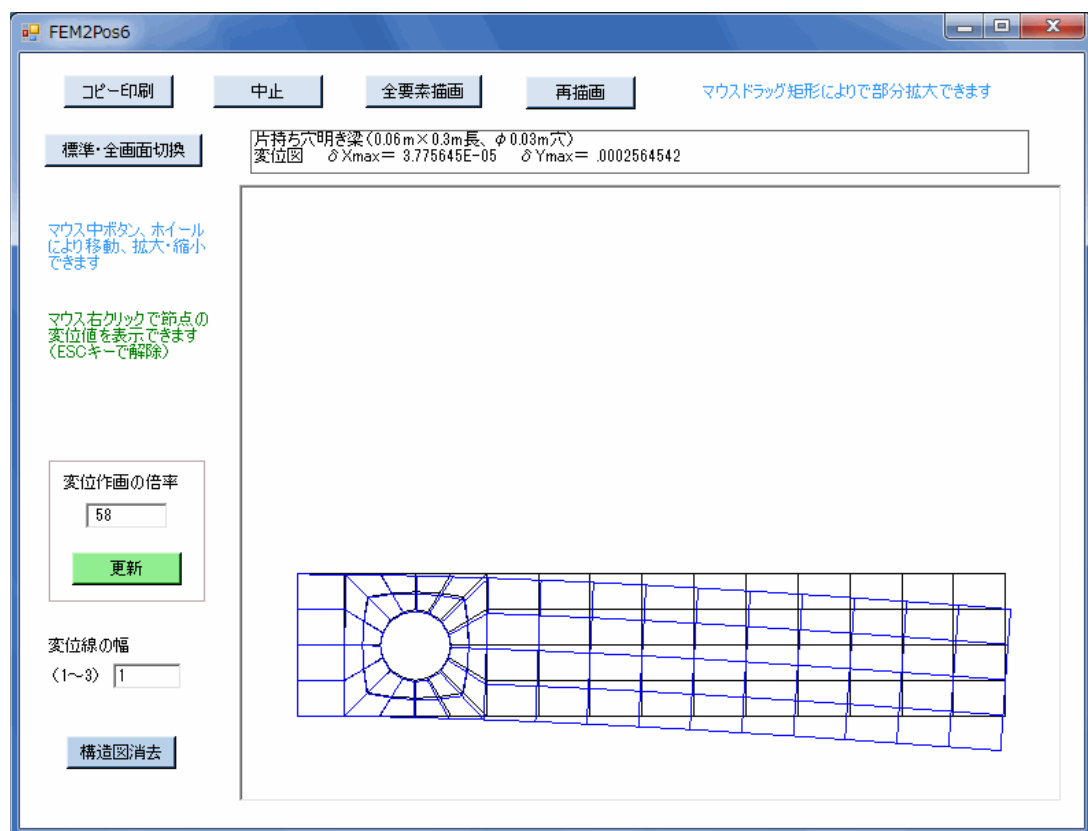 FEM2Pos6
コピー印刷
中止
全要素描画
再描画
マウスドラッグ矩形によりで部分拡大できます
標準・全画面切換
片持ち穴明き梁(0.06m×0.3m長、φ0.03m穴)
変位図 δXmax= 3.775645E-05 δYmax= .0002564542
マウス中ボタン、ホイール
により移動、拡大・縮小
できます
マウス右クリックで節点の
変位値を表示できます
(ESCキーで解除)
変位作画の倍率
58
更新
変位線の幅
(1~3) 1
構造図消去